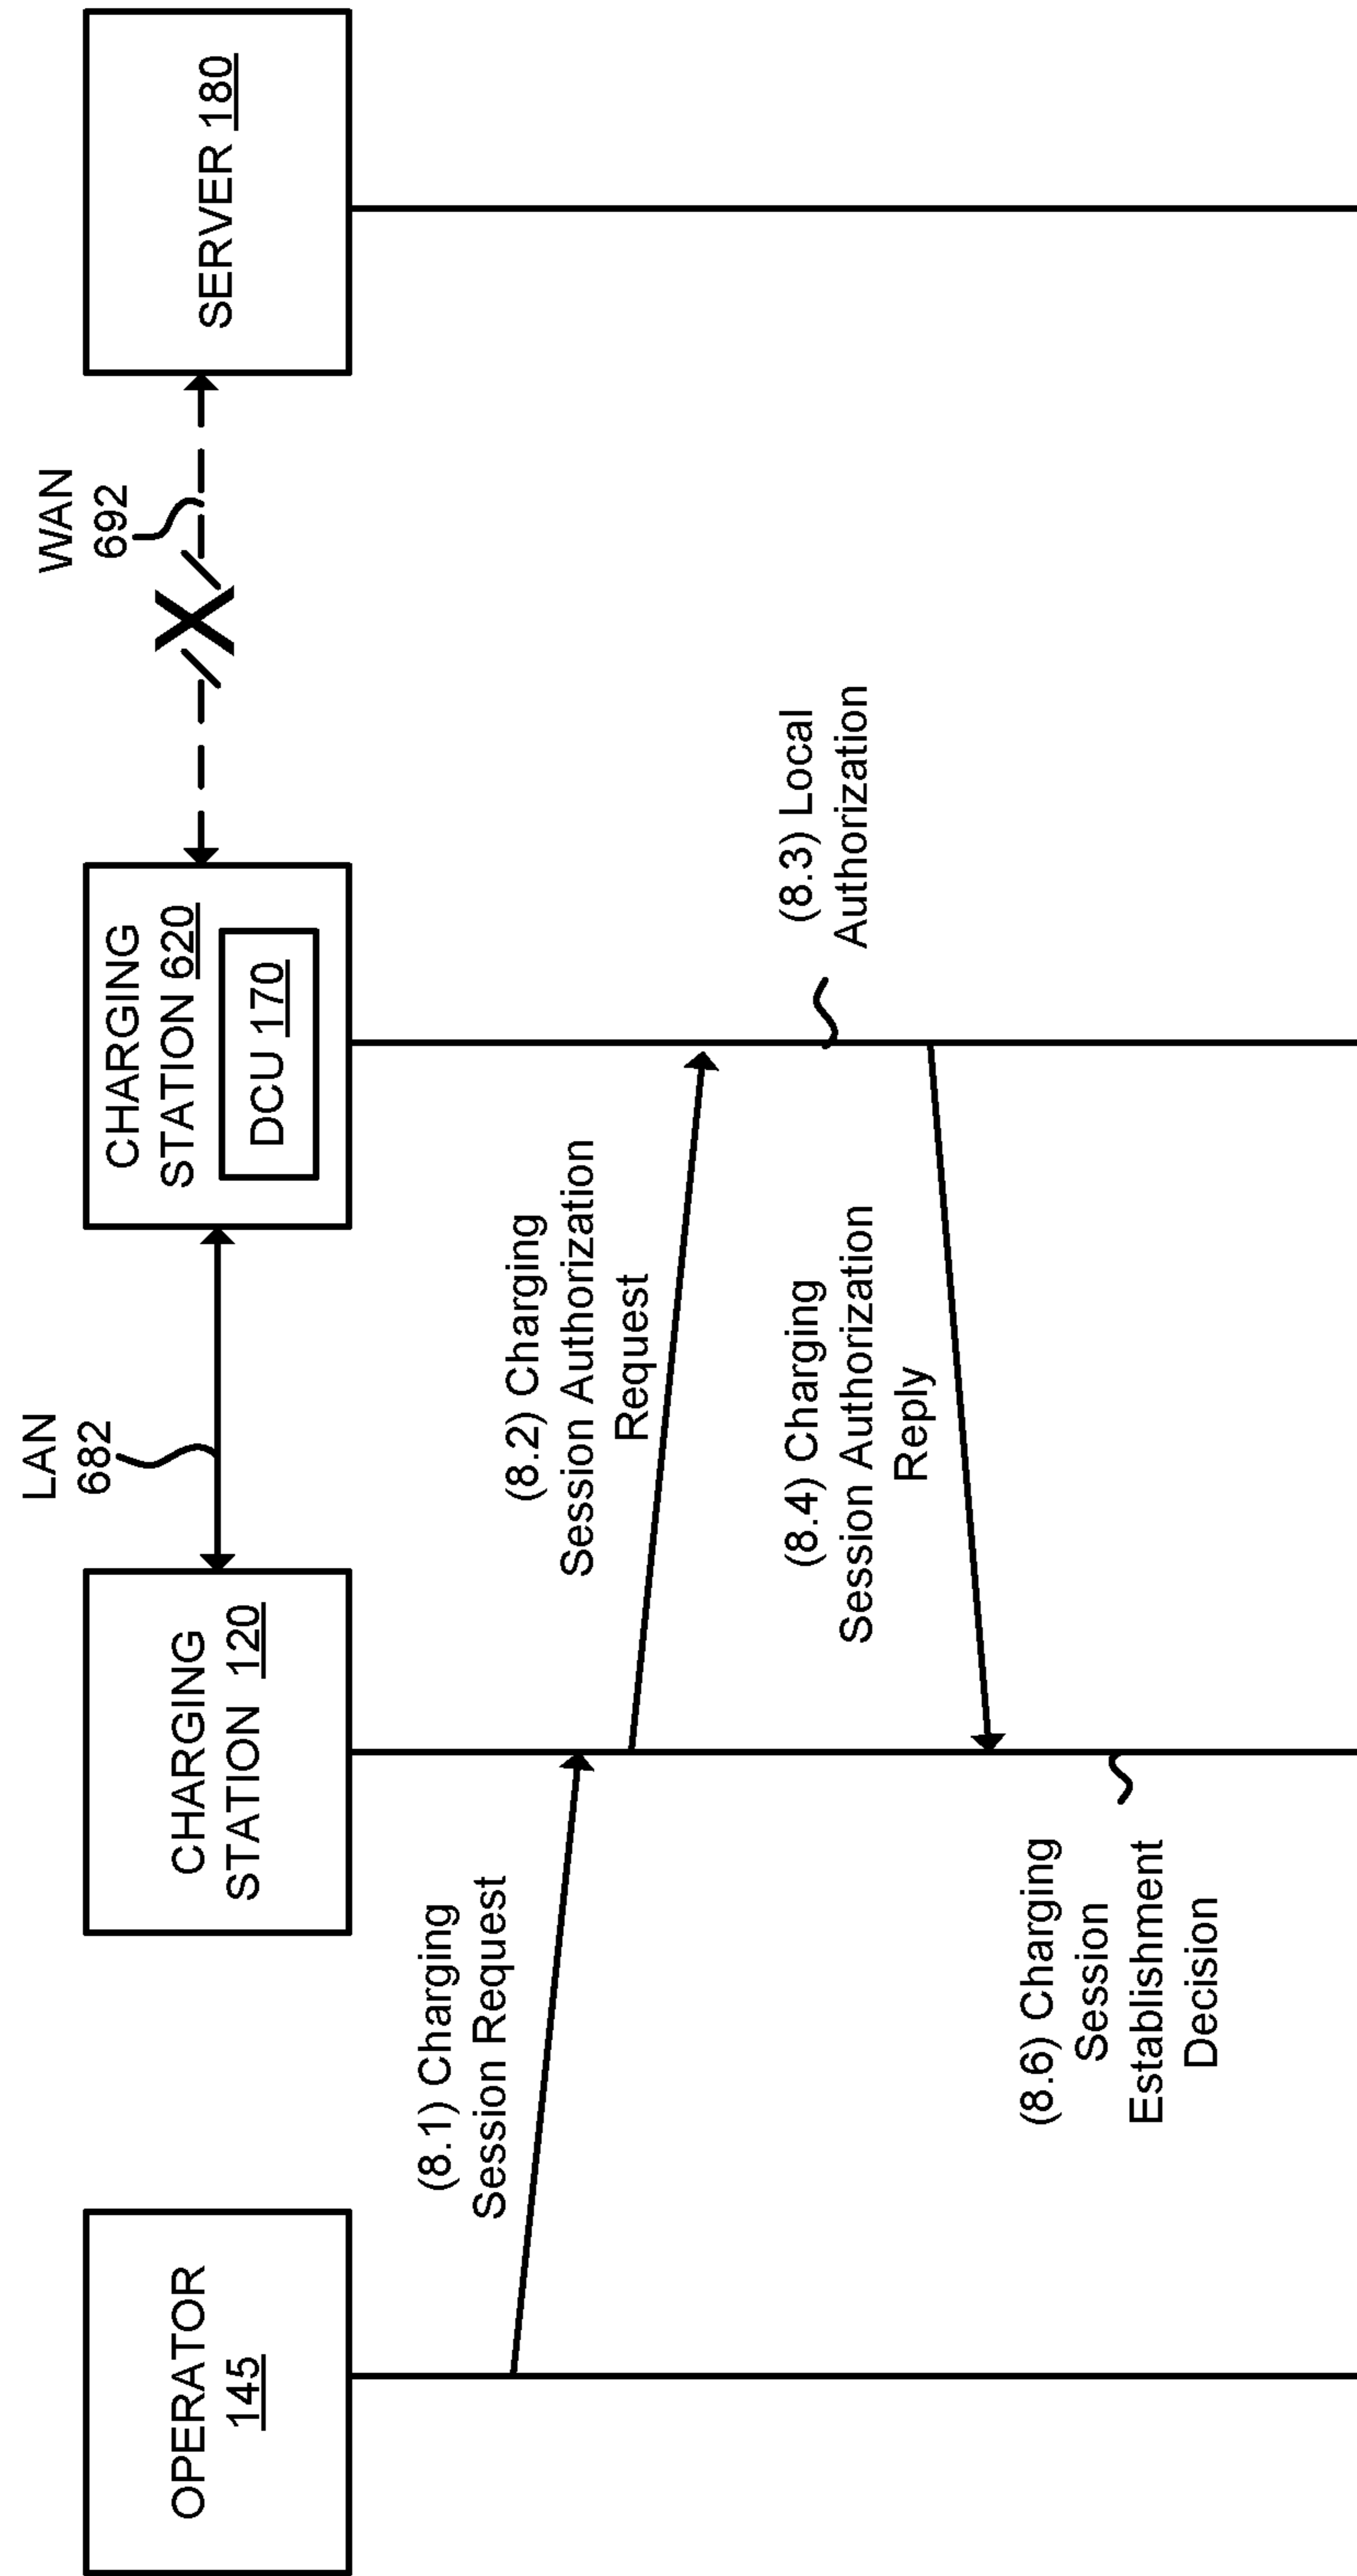 OPERATOR
145
CHARGING
STATION 120
LAN
682
CHARGING
STATION 620
DCU 170
WAN
692
X
SERVER 180
(8.1) Charging
Session Request
(8.2) Charging
Session Authorization
Request
(8.3) Local
Authorization
(8.4) Charging
Session Authorization
Reply
(8.6) Charging
Session
Establishment
Decision